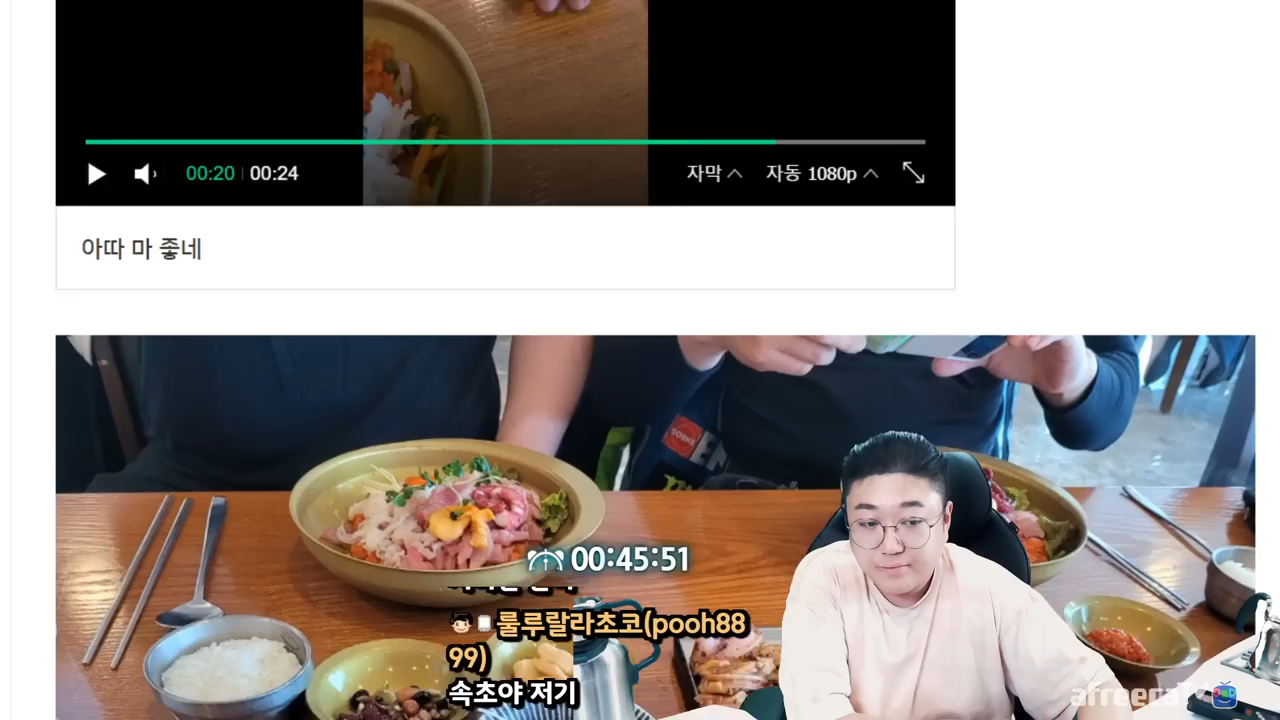 00:20 00:24 자막 자동 1080p
아따 마 좋네
00:45:51
룰루랄라초코(pooh88
99)
속초야 저기
afreecaTV